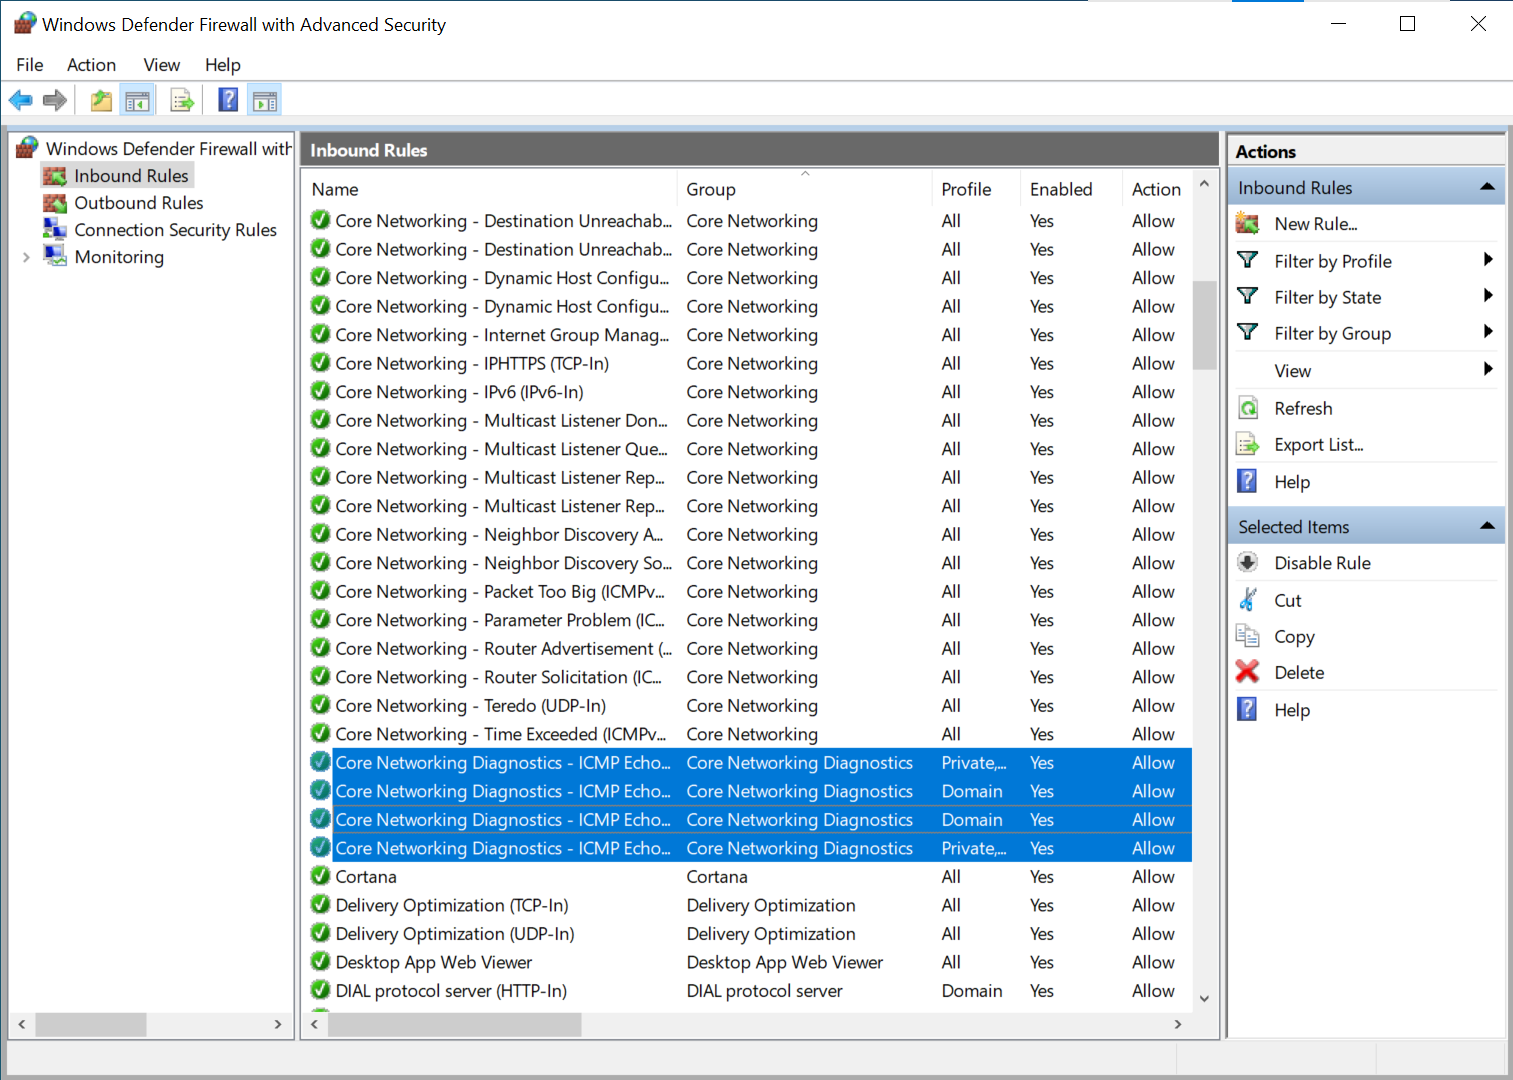 Windows Defender Firewall with Advanced Security
File Action View Help
Windows Defender Firewall with
Inbound Rules
Outbound Rules
Connection Security Rules
Monitoring
Inbound Rules
Name Group Profile Enabled Action
Core Networking - Destination Unreachab... Core Networking All Yes Allow
Core Networking - Destination Unreachab... Core Networking All Yes Allow
Core Networking - Dynamic Host Configu... Core Networking All Yes Allow
Core Networking - Dynamic Host Configu... Core Networking All Yes Allow
Core Networking - Internet Group Manag... Core Networking All Yes Allow
Core Networking - IPHTTPS (TCP-In) Core Networking All Yes Allow
Core Networking - IPv6 (IPv6-In) Core Networking All Yes Allow
Core Networking - Multicast Listener Don... Core Networking All Yes Allow
Core Networking - Multicast Listener Que... Core Networking All Yes Allow
Core Networking - Multicast Listener Rep... Core Networking All Yes Allow
Core Networking - Multicast Listener Rep... Core Networking All Yes Allow
Core Networking - Neighbor Discovery A... Core Networking All Yes Allow
Core Networking - Neighbor Discovery So... Core Networking All Yes Allow
Core Networking - Packet Too Big (ICMPv... Core Networking All Yes Allow
Core Networking - Parameter Problem (IC... Core Networking All Yes Allow
Core Networking - Router Advertisement (... Core Networking All Yes Allow
Core Networking - Router Solicitation (IC... Core Networking All Yes Allow
Core Networking - Teredo (UDP-In) Core Networking All Yes Allow
Core Networking - Time Exceeded (ICMPv... Core Networking All Yes Allow
Core Networking Diagnostics - ICMP Echo... Core Networking Diagnostics Private,... Yes Allow
Core Networking Diagnostics - ICMP Echo... Core Networking Diagnostics Domain Yes Allow
Core Networking Diagnostics - ICMP Echo... Core Networking Diagnostics Domain Yes Allow
Core Networking Diagnostics - ICMP Echo... Core Networking Diagnostics Private,... Yes Allow
Cortana Cortana All Yes Allow
Delivery Optimization (TCP-In) Delivery Optimization All Yes Allow
Delivery Optimization (UDP-In) Delivery Optimization All Yes Allow
Desktop App Web Viewer Desktop App Web Viewer All Yes Allow
DIAL protocol server (HTTP-In) DIAL protocol server Domain Yes Allow
Actions
Inbound Rules
New Rule...
Filter by Profile
Filter by State
Filter by Group
View
Refresh
Export List...
Help
Selected Items
Disable Rule
Cut
Copy
Delete
Help